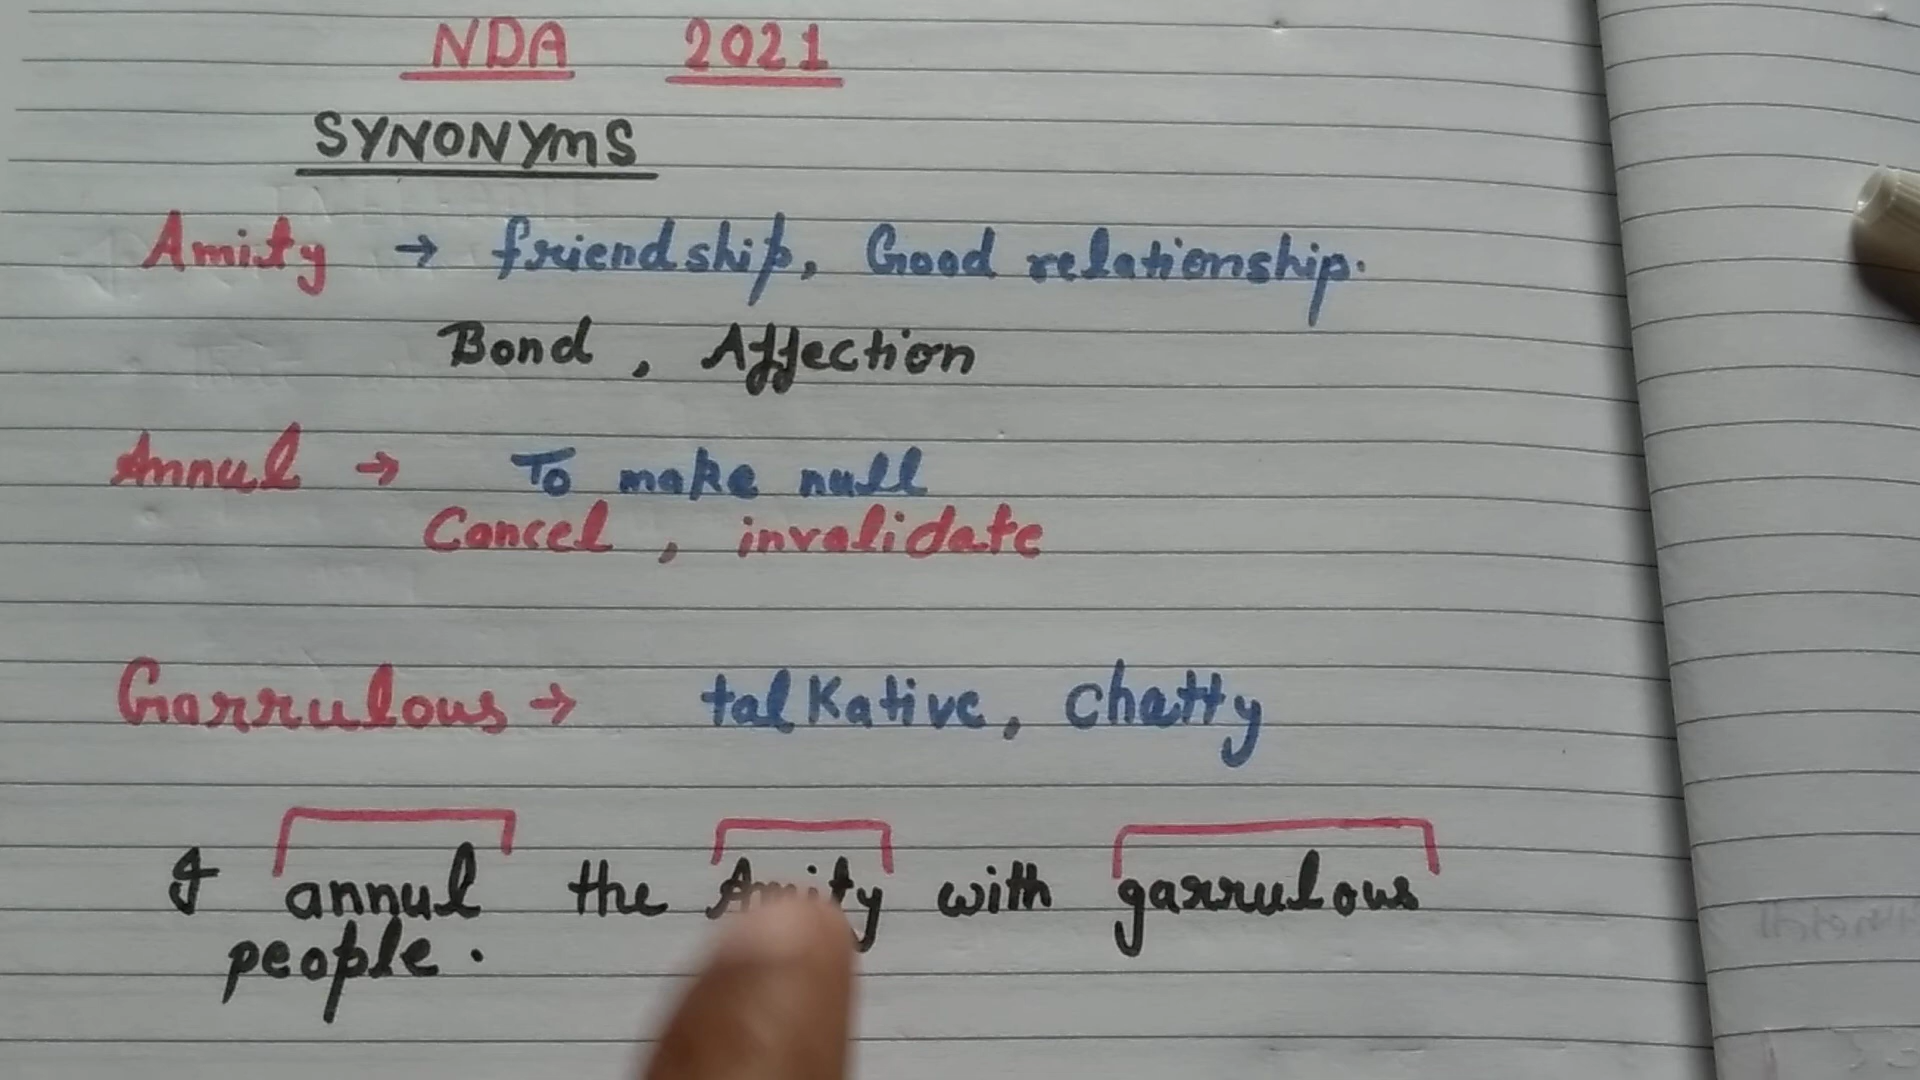 NDA 2021
SYNONYMS
Amity → friendship, Good relationship.
Bond, Affection
Annul → To make null
Cancel, invalidate
Garrulous → talkative, chatty
I annul the Amity with garrulous
people.